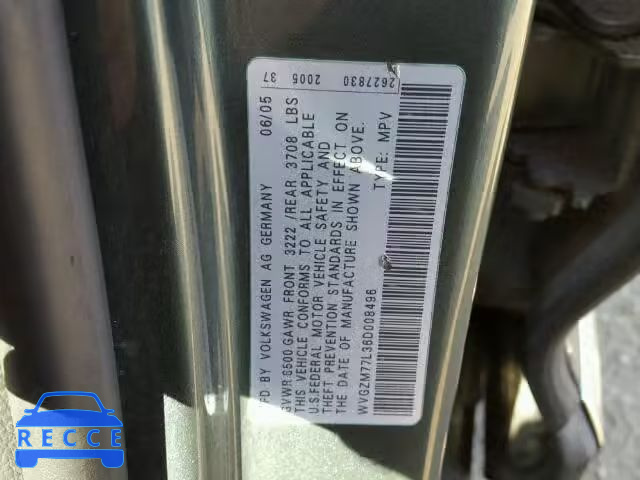 MFD BY VOLKSWAGEN AG GERMANY 06/05
GVWR:6500 GAWR FRONT 3222 /REAR 3708 LBS
THIS VEHICLE CONFORMS TO ALL APPLICABLE
U.S.FEDERAL MOTOR VEHICLE SAFETY AND
THEFT PREVENTION STANDARDS IN EFFECT ON
THE DATE OF MANUFACTURE SHOWN ABOVE.
WVGZM77L36D008496 TYPE: MPV
37 2005 2627830
RECCE